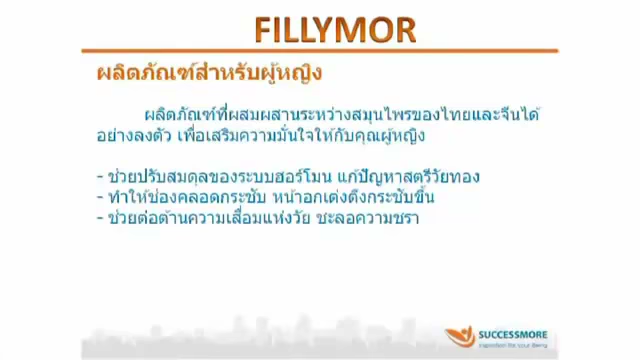 FILLYMOR
ผลิตภัณฑ์สำหรับผู้หญิง
ผลิตภัณฑ์ที่ผสมผสานระหว่างสมุนไพรของไทยและจีนได้
อย่างลงตัว เพื่อเสริมความมั่นใจให้กับคุณผู้หญิง
- ช่วยปรับสมดุลของระบบฮอร์โมน แก้ปัญหาสตรีวัยทอง
- ทำให้ช่องคลอดกระชับ หน้าอกเต่งตึงกระชับขึ้น
- ช่วยต่อต้านความเสื่อมแห่งวัย ชะลอความชรา
SUCCESSMORE
Inspiration for your Being